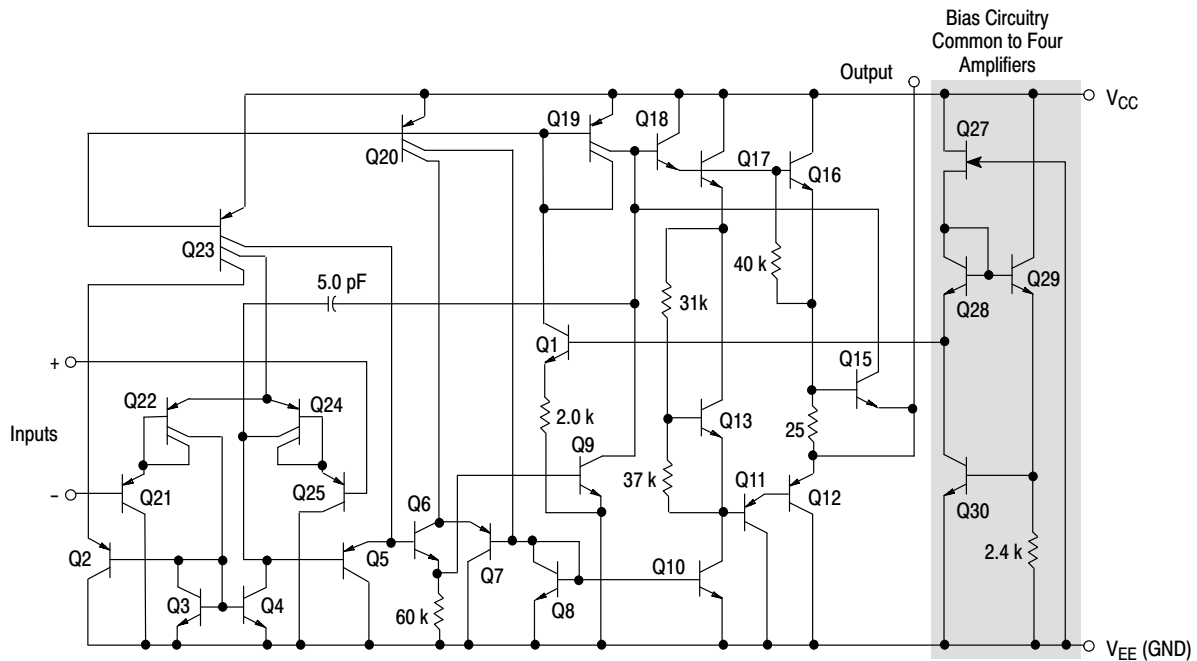 Bias Circuitry
Common to Four
Amplifiers
Output
VCC
Q19
Q18
Q27
Q20
Q17
Q16
Q23
5.0 pF
40 k
Q29
31k
Q28
Q1
Q15
+
Q22
Q24
2.0 k
Q13
25
Inputs
Q9
37 k
Q11
−
Q21
Q25
Q6
Q12
Q30
Q2
Q5
Q7
Q10
2.4 k
Q3
Q4
60 k
Q8
VEE (GND)